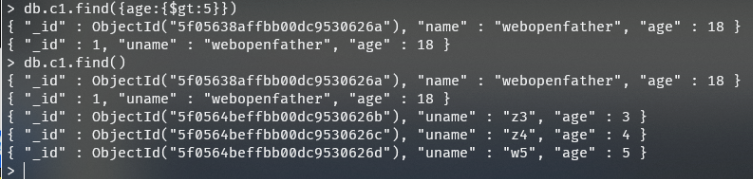 > db.c1.find({age:{$gt:5}})
{ "_id" : ObjectId("5f05638affbb00dc9530626a"), "name" : "webopenfather", "age" : 18 }
{ "_id" : 1, "uname" : "webopenfather", "age" : 18 }
> db.c1.find()
{ "_id" : ObjectId("5f05638affbb00dc9530626a"), "name" : "webopenfather", "age" : 18 }
{ "_id" : 1, "uname" : "webopenfather", "age" : 18 }
{ "_id" : ObjectId("5f0564beffbb00dc9530626b"), "uname" : "z3", "age" : 3 }
{ "_id" : ObjectId("5f0564beffbb00dc9530626c"), "uname" : "z4", "age" : 4 }
{ "_id" : ObjectId("5f0564beffbb00dc9530626d"), "uname" : "w5", "age" : 5 }
>